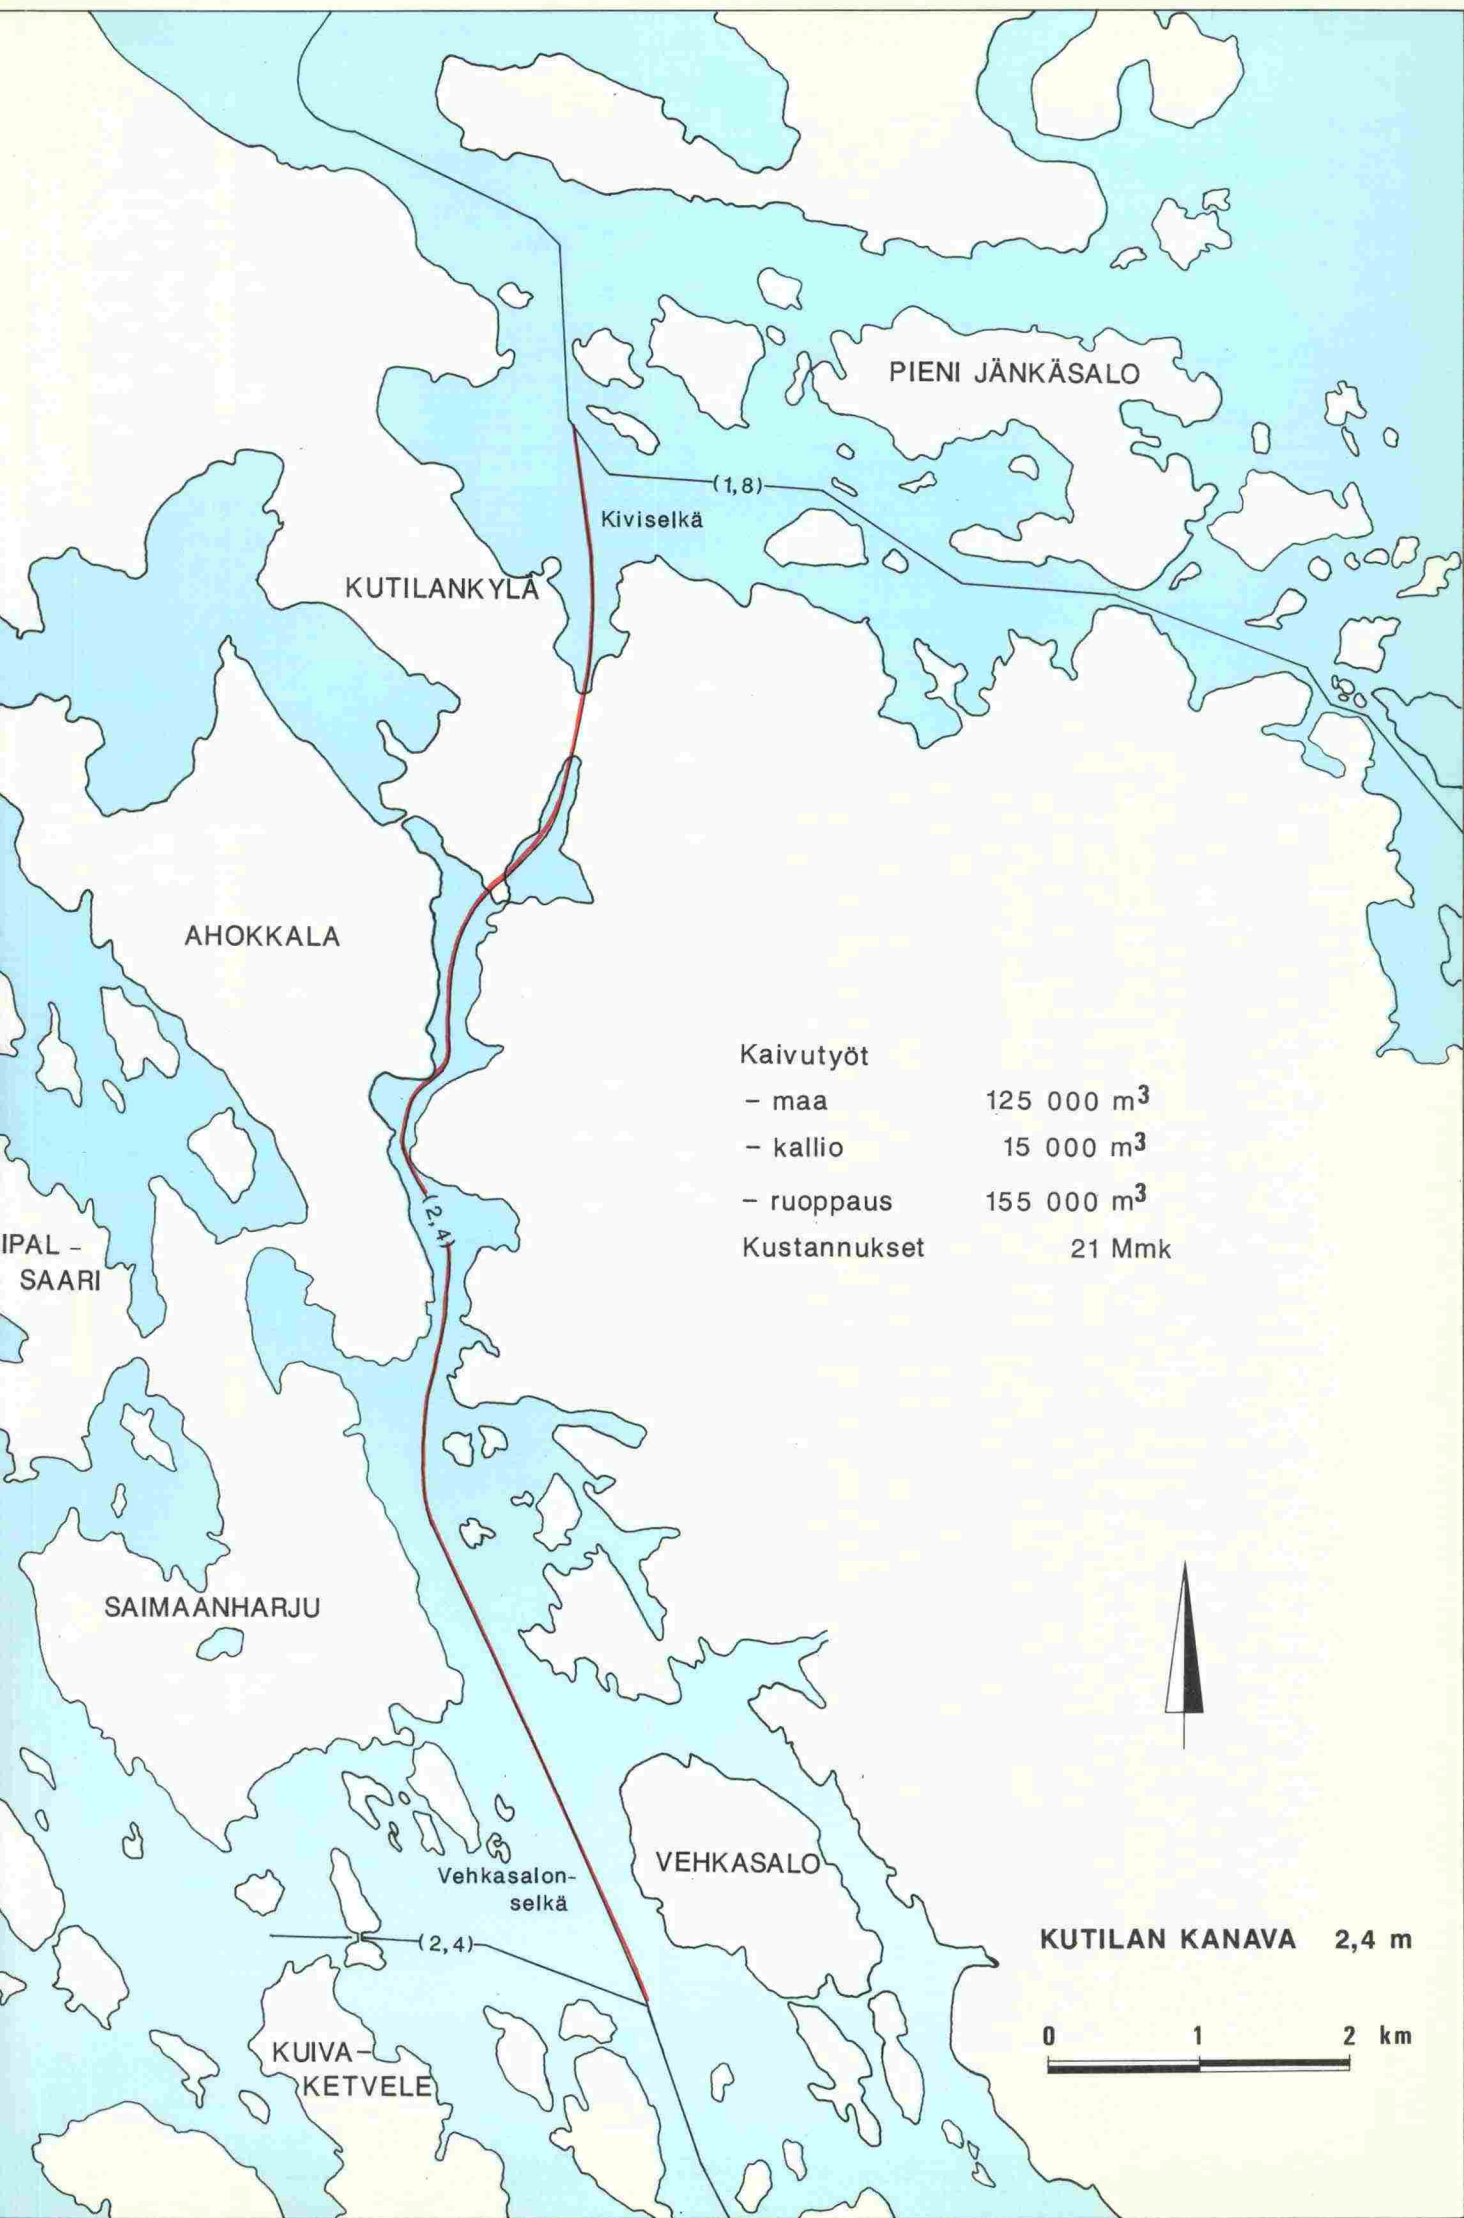 PIENI JÄNKÄSALO
(1,8)
Kiviselkä
KUTILANKYLÄ
AHOKKALA
Kaivutyöt
– maa 125 000 m³
– kallio 15 000 m³
– ruoppaus 155 000 m³
Kustannukset 21 Mmk
(2,4)
IPAL –
SAARI
SAIMAANHARJU
VEHKASALO
Vehkasalon-
selkä
(2,4)
KUTILAN KANAVA 2,4 m
0 1 2 km
KUIVA-
KETVELE